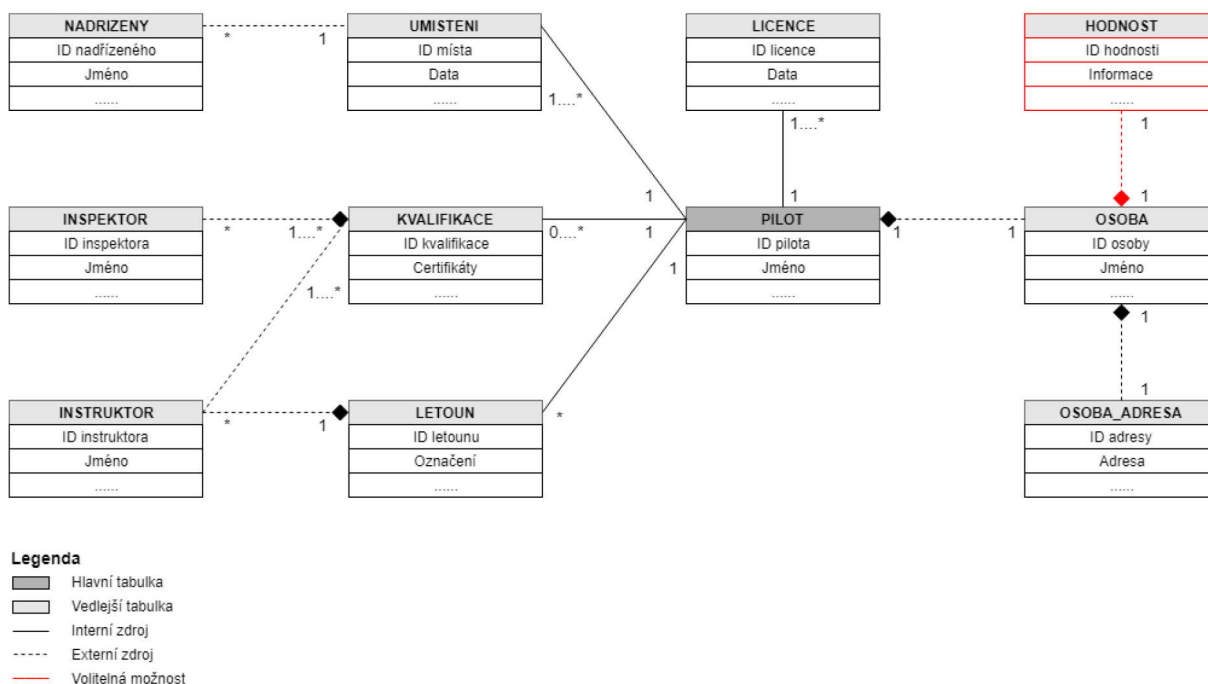 NADRIZENY
ID nadřízeného
Jméno
......
* 1
UMISTENI
ID místa
Data
......
1....*
LICENCE
ID licence
Data
......
1....*
1
HODNOST
ID hodnosti
Informace
......
1
1
INSPEKTOR
ID inspektora
Jméno
......
* 1....*
KVALIFIKACE
ID kvalifikace
Certifikáty
......
1....*
0....* 1
1
1
PILOT
ID pilota
Jméno
......
1 1
OSOBA
ID osoby
Jméno
......
1
1
INSTRUKTOR
ID instruktora
Jméno
......
* 1
LETOUN
ID letounu
Označení
......
*
OSOBA_ADRESA
ID adresy
Adresa
......
Legenda
Hlavní tabulka
Vedlejší tabulka
Interní zdroj
Externí zdroj
Volitelná možnost